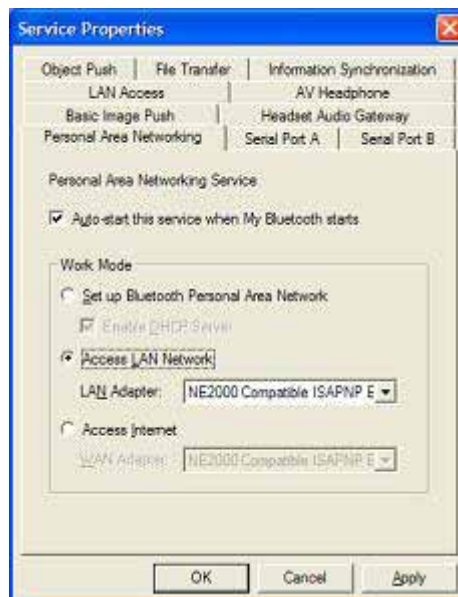 Service Properties
Object Push File Transfer Information Synchronization
LAN Access AV Headphone
Basic Image Push Headset Audio Gateway
Personal Area Networking Serial Port A Serial Port B
Personal Area Networking Service
Auto-start this service when My Bluetooth starts
Work Mode
Set up Bluetooth Personal Area Network
Enable DHCP Server
Access LAN Network
LAN Adapter: NE2000 Compatible ISAPNP E
Access Internet
WAN Adapter: NE2000 Compatible ISAPNP E
OK Cancel Apply